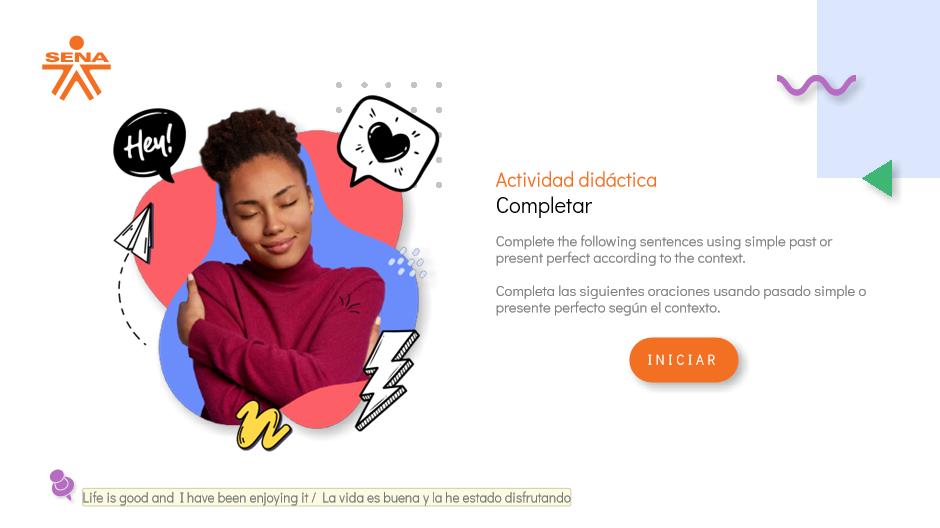 SENA
Hey!
Actividad didáctica
Completar
Complete the following sentences using simple past or
present perfect according to the context.
Completa las siguientes oraciones usando pasado simple o
presente perfecto según el contexto.
INICIAR
Life is good and I have been enjoying it / La vida es buena y la he estado disfrutando